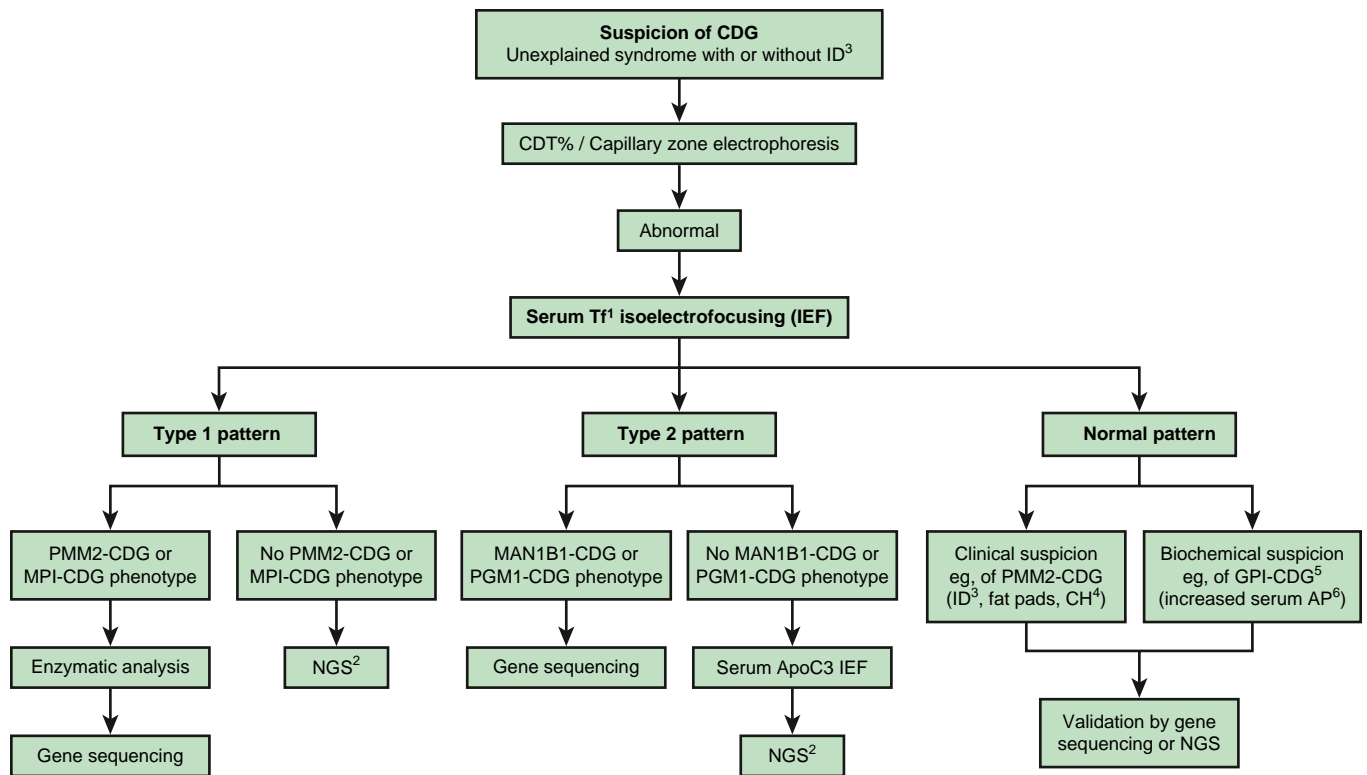 Suspicion of CDG
Unexplained syndrome with or without ID³
CDT% / Capillary zone electrophoresis
Abnormal
Serum Tf¹ isoelectrofocusing (IEF)
Type 1 pattern
Type 2 pattern
Normal pattern
PMM2-CDG or
MPI-CDG phenotype
No PMM2-CDG or
MPI-CDG phenotype
MAN1B1-CDG or
PGM1-CDG phenotype
No MAN1B1-CDG or
PGM1-CDG phenotype
Clinical suspicion
eg, of PMM2-CDG
(ID³, fat pads, CH⁴)
Biochemical suspicion
eg, of GPI-CDG⁵
(increased serum AP⁶)
Enzymatic analysis
NGS²
Gene sequencing
Serum ApoC3 IEF
Validation by gene
sequencing or NGS
Gene sequencing
NGS²